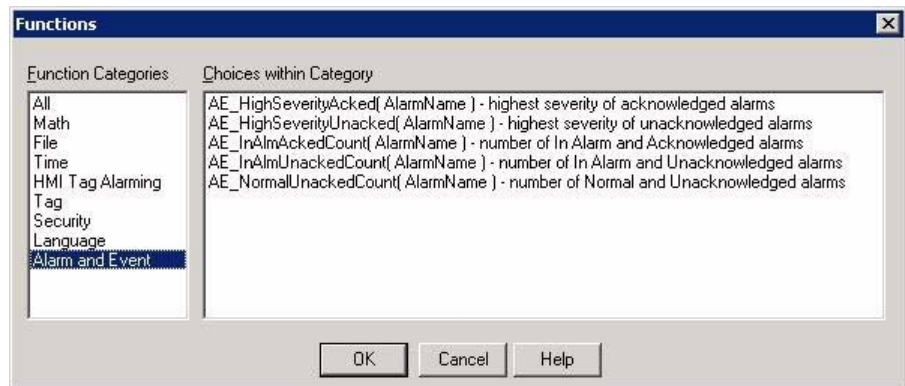 Functions
Function Categories
Choices within Category
All
Math
File
Time
HMI Tag Alarming
Tag
Security
Language
Alarm and Event
AE_HighSeverityAcked( AlarmName ) - highest severity of acknowledged alarms
AE_HighSeverityUnacked( AlarmName ) - highest severity of unacknowledged alarms
AE_InAlmAckedCount( AlarmName ) - number of In Alarm and Acknowledged alarms
AE_InAlmUnackedCount( AlarmName ) - number of In Alarm and Unacknowledged alarms
AE_NormalUnackedCount( AlarmName ) - number of Normal and Unacknowledged alarms
OK
Cancel
Help